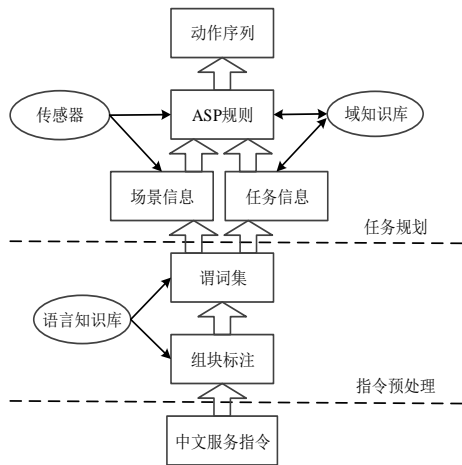 动作序列
传感器
ASP规则
域知识库
场景信息
任务信息
任务规划
谓词集
语言知识库
组块标注
指令预处理
中文服务指令